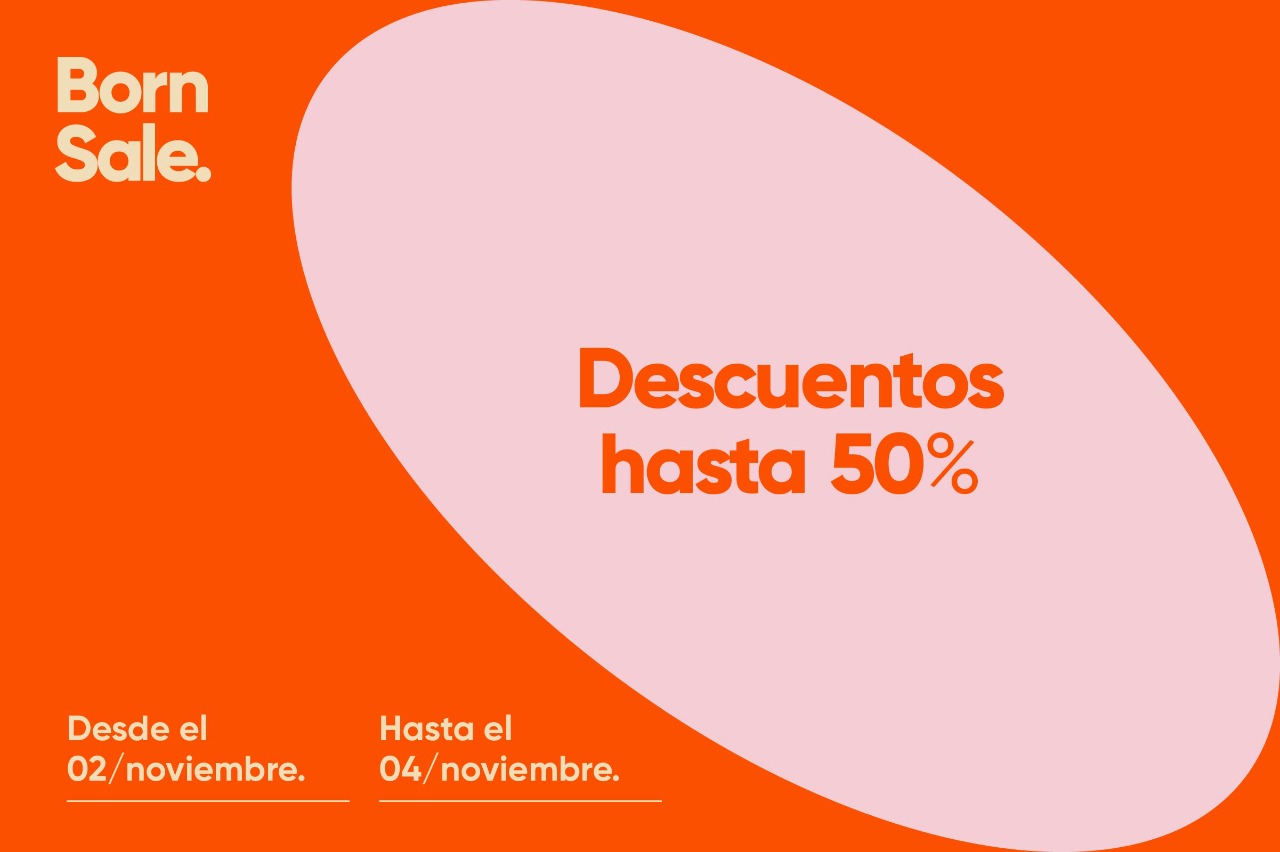 Born
Sale.
Descuentos
hasta 50%
Desde el
02/noviembre.
Hasta el
04/noviembre.